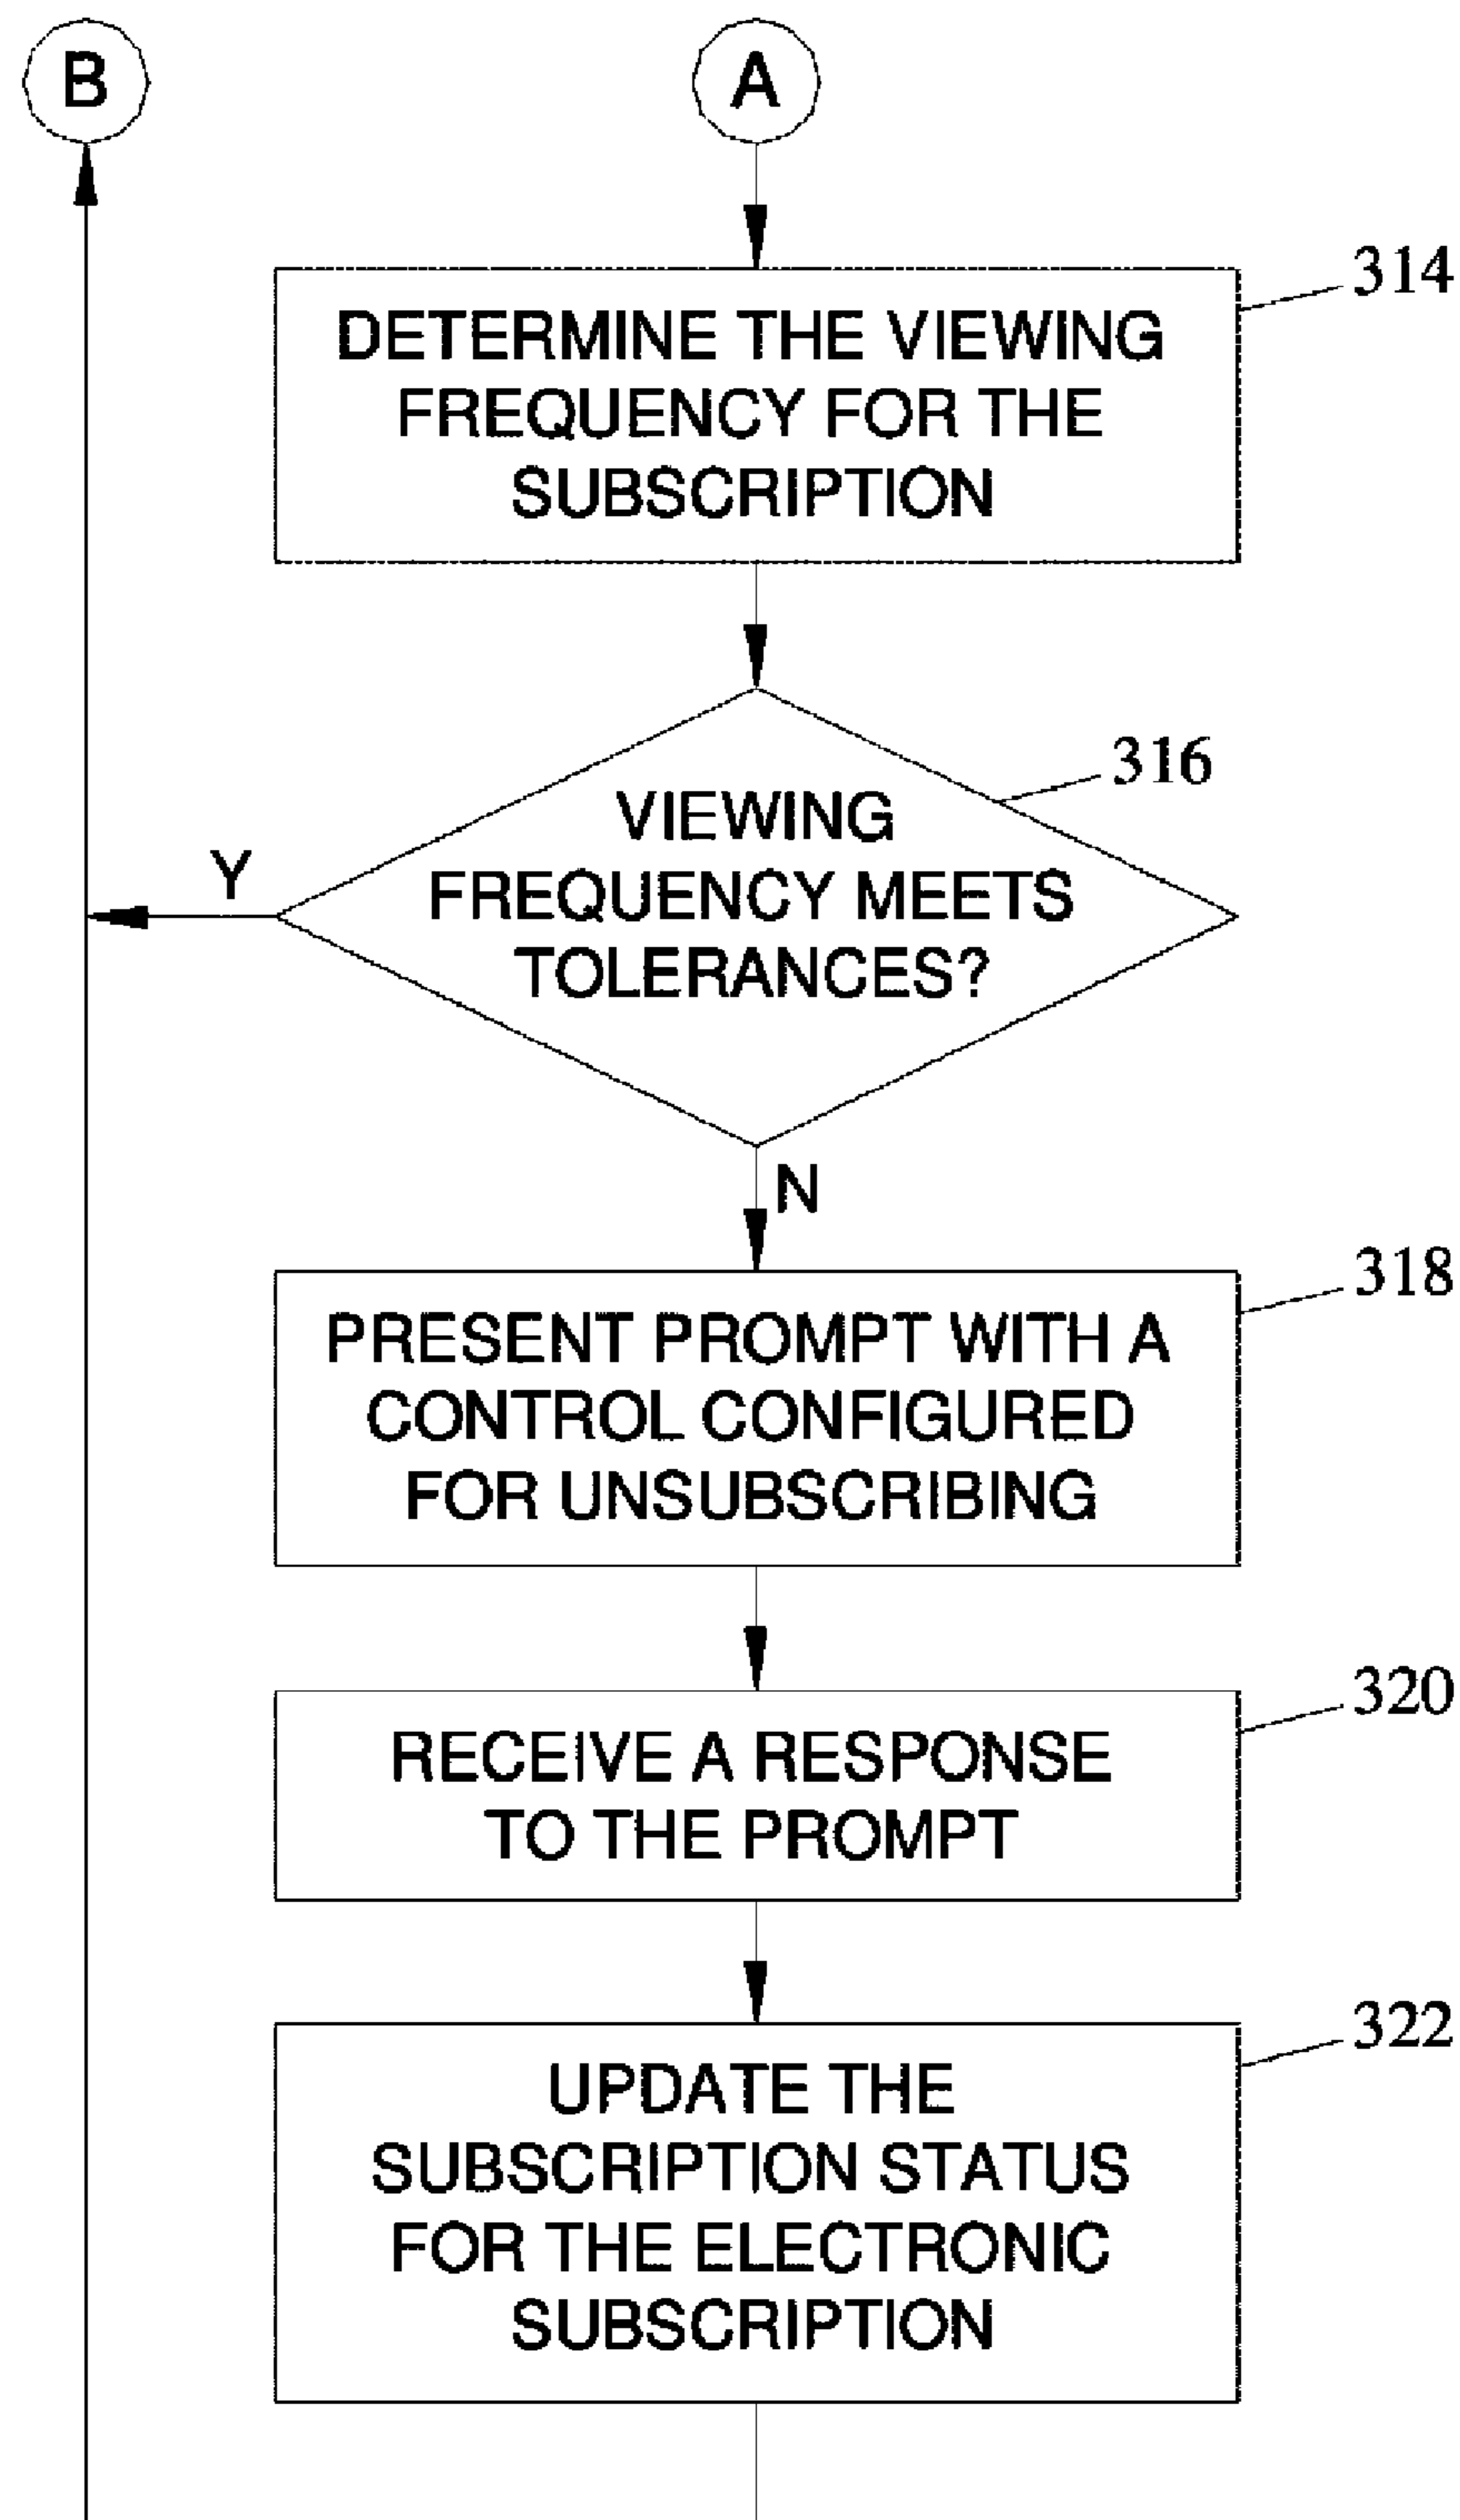 B
A
314
DETERMINE THE VIEWING
FREQUENCY FOR THE
SUBSCRIPTION
316
VIEWING
FREQUENCY MEETS
TOLERANCES?
Y
N
318
PRESENT PROMPT WITH A
CONTROL CONFIGURED
FOR UNSUBSCRIBING
320
RECEIVE A RESPONSE
TO THE PROMPT
322
UPDATE THE
SUBSCRIPTION STATUS
FOR THE ELECTRONIC
SUBSCRIPTION